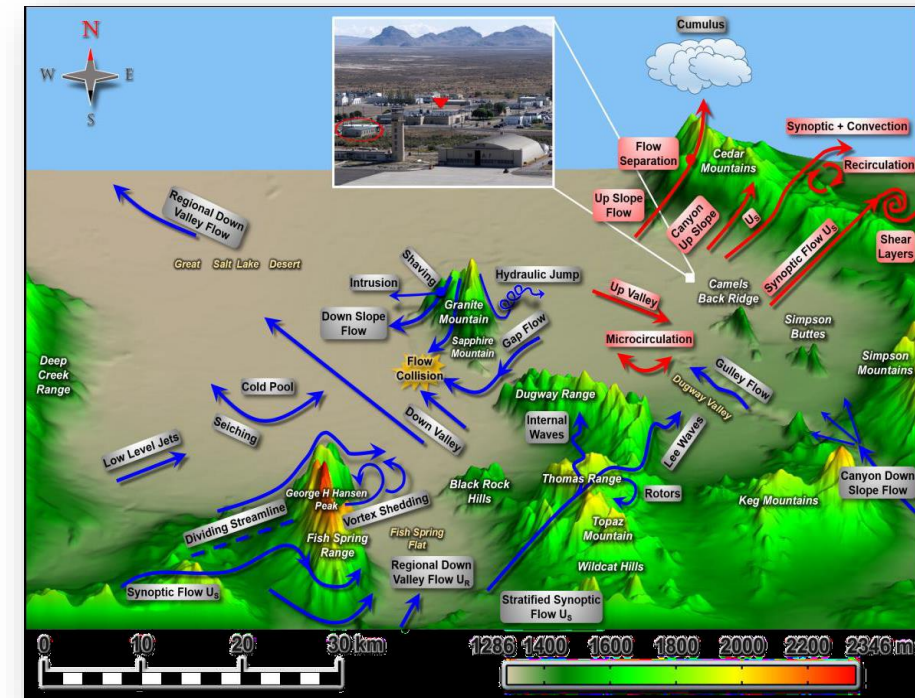 N
W
E
S
Cumulus
Synoptic + Convection
Flow
Separation
Cedar
Mountains
Recirculation
Up Slope
Flow
Canyon
Up Slope
U_S
Synoptic Flow U_S
Shear
Layers
Regional Down
Valley Flow
Great Salt Lake Desert
Shaving
Intrusion
Hydraulic Jump
Granite
Mountain
Down Slope
Flow
Sapphire
Mountain
Gap Flow
Flow
Collision
Up Valley
Camels
Back Ridge
Microcirculation
Simpson
Buttes
Simpson
Mountains
Deep
Creek
Range
Cold Pool
Seiching
Down Valley
Dugway Range
Gulley Flow
Dugway Valley
Low Level Jets
Internal
Waves
Lee Waves
George H Hansen
Peak
Black Rock
Hills
Thomas Range
Canyon Down
Slope Flow
Dividing Streamline
Vortex Shedding
Rotors
Keg Mountains
Fish Spring
Range
Fish Spring
Flat
Topaz
Mountain
Regional Down
Valley Flow U_R
Wildcat Hills
Synoptic Flow U_S
Stratified Synoptic
Flow U_S
0 10 20 30 km
1286 1400 1600 1800 2000 2200 2346 m